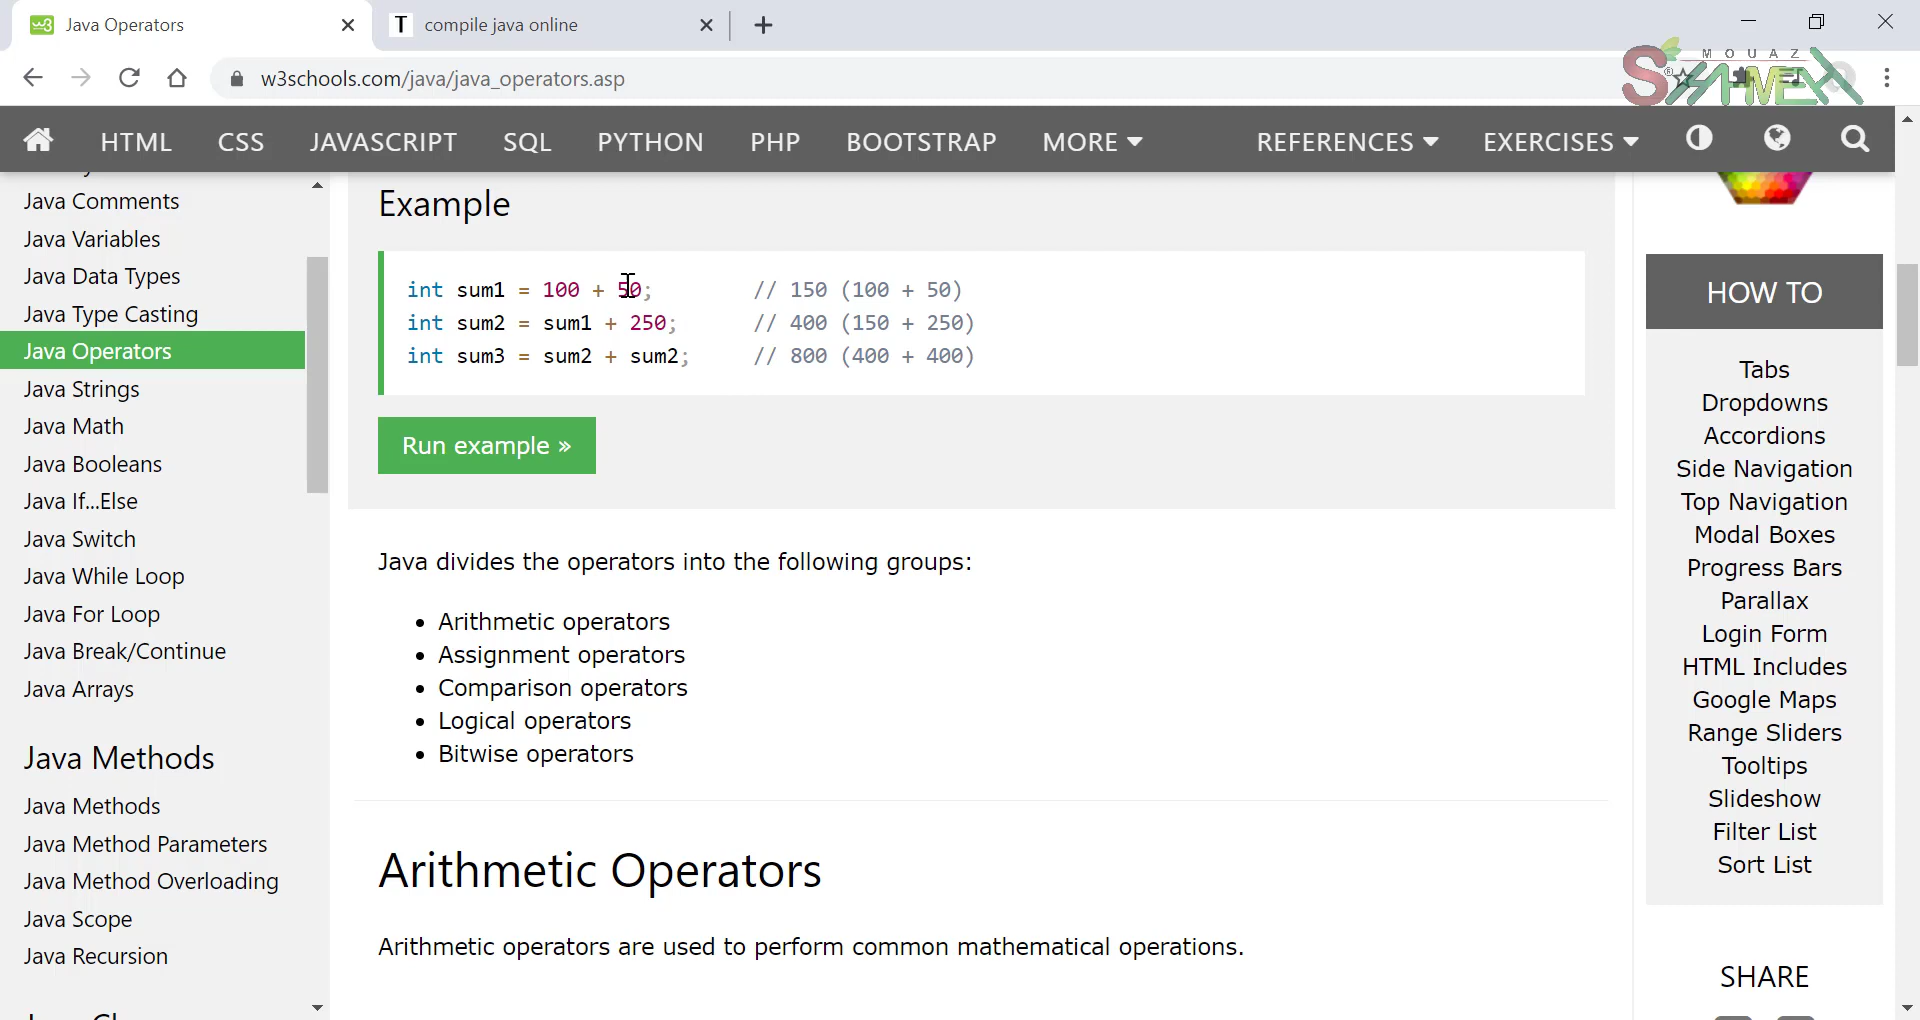 Java Operators
compile java online
w3schools.com/java/java_operators.asp
MOUAZ
HTML CSS JAVASCRIPT SQL PYTHON PHP BOOTSTRAP MORE REFERENCES EXERCISES
Java Comments
Java Variables
Java Data Types
Java Type Casting
Java Operators
Java Strings
Java Math
Java Booleans
Java If...Else
Java Switch
Java While Loop
Java For Loop
Java Break/Continue
Java Arrays
Java Methods
Java Methods
Java Method Parameters
Java Method Overloading
Java Scope
Java Recursion
Example
int sum1 = 100 + 50; // 150 (100 + 50)
int sum2 = sum1 + 250; // 400 (150 + 250)
int sum3 = sum2 + sum2; // 800 (400 + 400)
Run example »
Java divides the operators into the following groups:
• Arithmetic operators
• Assignment operators
• Comparison operators
• Logical operators
• Bitwise operators
Arithmetic Operators
Arithmetic operators are used to perform common mathematical operations.
HOW TO
Tabs
Dropdowns
Accordions
Side Navigation
Top Navigation
Modal Boxes
Progress Bars
Parallax
Login Form
HTML Includes
Google Maps
Range Sliders
Tooltips
Slideshow
Filter List
Sort List
SHARE